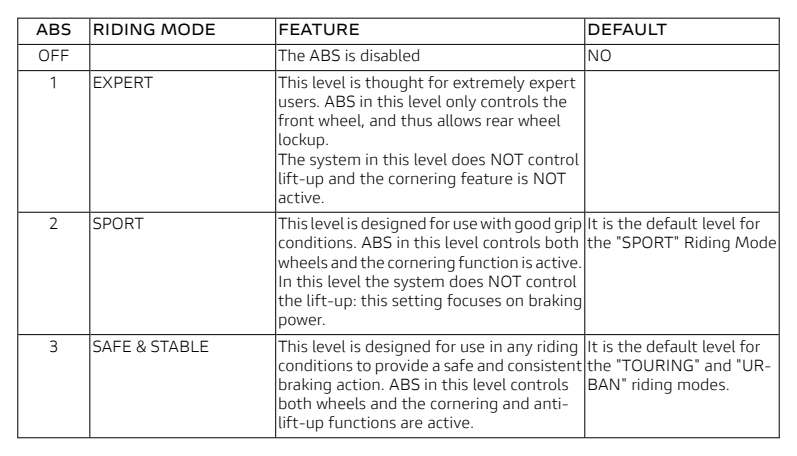 ABS RIDING MODE FEATURE DEFAULT
OFF The ABS is disabled NO
1 EXPERT This level is thought for extremely expert
users. ABS in this level only controls the
front wheel, and thus allows rear wheel
lockup.
The system in this level does NOT control
lift-up and the cornering feature is NOT
active.
2 SPORT This level is designed for use with good grip It is the default level for
conditions. ABS in this level controls both the "SPORT" Riding Mode
wheels and the cornering function is active.
In this level the system does NOT control
the lift-up: this setting focuses on braking
power.
3 SAFE & STABLE This level is designed for use in any riding It is the default level for
conditions to provide a safe and consistent the "TOURING" and "UR-
braking action. ABS in this level controls BAN" riding modes.
both wheels and the cornering and anti-
lift-up functions are active.